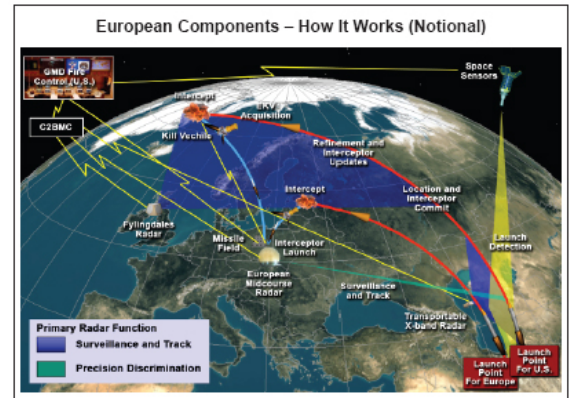 European Components – How It Works (Notional)
GMD Fire
Control (U.S.)
Space
Sensors
C2BMC
Intercept
EKV
Acquisition
Kill Vechile
Refinement and
Interceptor
Updates
Intercept
Location and
Interceptor
Commit
Fylingdales
Radar
Missile
Field
Interceptor
Launch
Launch
Detection
European
Midcourse
Radar
Surveillance
and Track
Transportable
X-band Radar
Primary Radar Function
Surveillance and Track
Precision Discrimination
Launch
Point
For Europe
Launch
Point
For U.S.